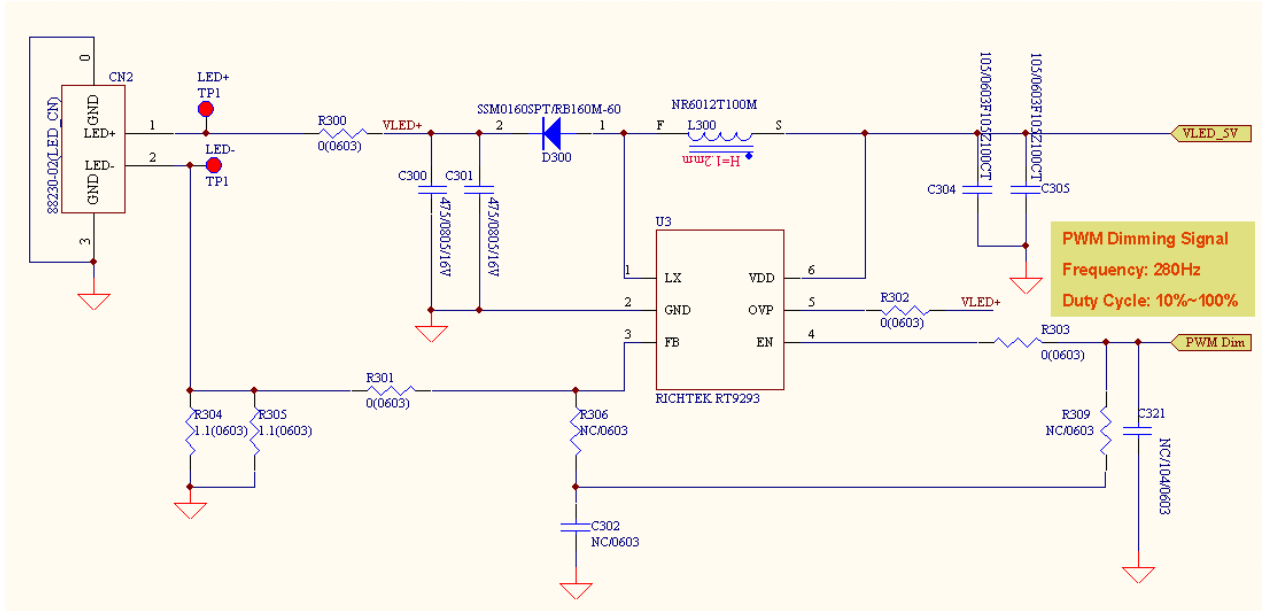 0
CN2
88230-02(LED_CN)
GND
LED+
LED-
GND
1
2
3
LED+
TP1
LED-
TP1
R300
0(0603)
VLED+
C300
475/0805/16V
C301
475/0805/16V
SSM0160SPT/RB160M-60
2
1
D300
NR6012T100M
F
L300
S
H=1.2mm
105/0603F105Z100CT
105/0603F105Z100CT
C304
C305
VLED_5V
PWM Dimming Signal
Frequency: 280Hz
Duty Cycle: 10%~100%
U3
1
LX
VDD
6
2
GND
OVP
5
3
FB
EN
4
RICHTEK RT9293
R302
0(0603)
VLED+
R303
0(0603)
PWM Dim
R301
0(0603)
R304
1.1(0603)
R305
1.1(0603)
R306
NC/0603
R309
NC/0603
C321
NC/104/0603
C302
NC/0603